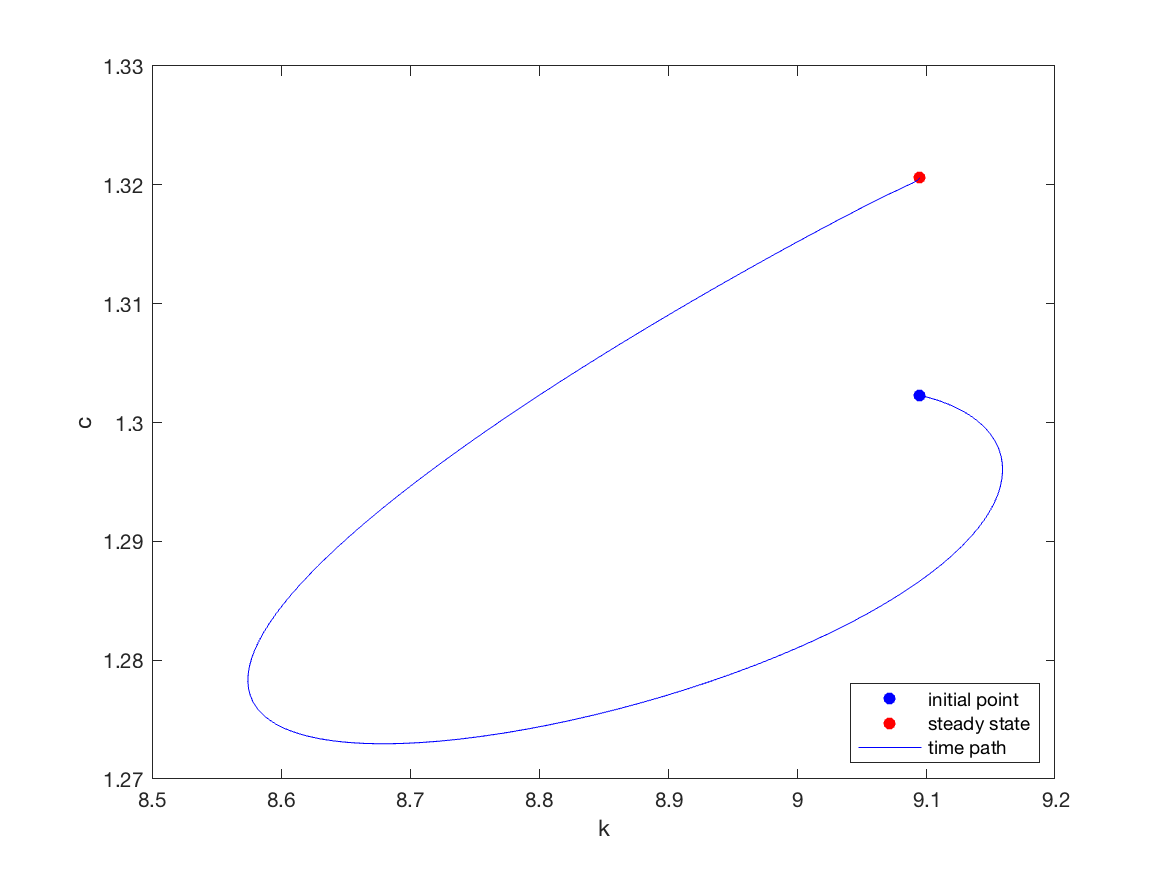 1.33
1.32
1.31
1.3
1.29
1.28
1.27
c
8.5 8.6 8.7 8.8 8.9 9 9.1 9.2
k
initial point
steady state
time path